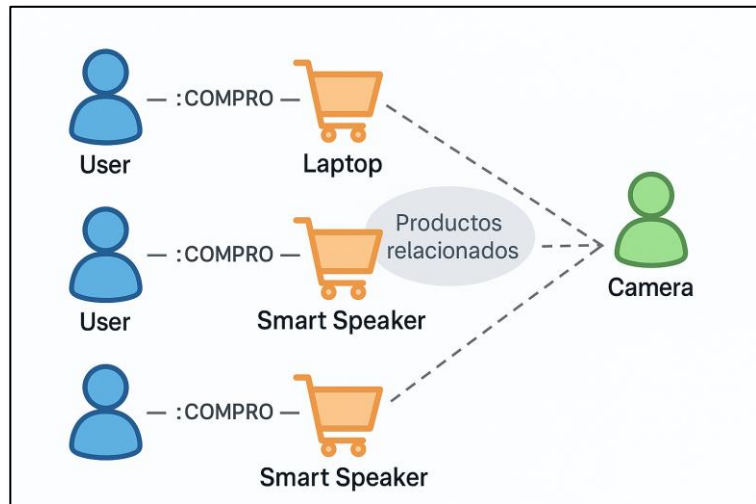 :COMPRO
User
Laptop
:COMPRO
Productos
relacionados
User
Smart Speaker
Camera
:COMPRO
Smart Speaker